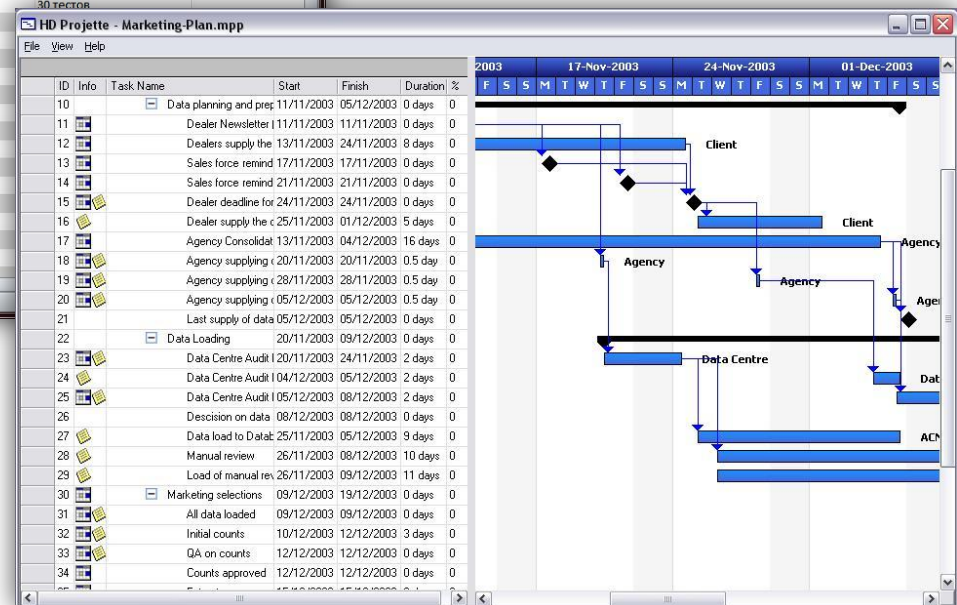 30 тестов
HD Projette - Marketing-Plan.mpp
File View Help
2003 17-Nov-2003 24-Nov-2003 01-Dec-2003
ID Info Task Name Start Finish Duration %
F S S M T W T F S S M T W T F S S M T W T F S S
10 Data planning and prep 11/11/2003 05/12/2003 0 days 0
11 Dealer Newsletter 11/11/2003 11/11/2003 0 days 0
12 Dealers supply the 13/11/2003 24/11/2003 8 days 0 Client
13 Sales force remind 17/11/2003 17/11/2003 0 days 0
14 Sales force remind 21/11/2003 21/11/2003 0 days 0
15 Dealer deadline for 24/11/2003 24/11/2003 0 days 0
16 Dealer supply the c 25/11/2003 01/12/2003 5 days 0 Client
17 Agency Consolidat 13/11/2003 04/12/2003 16 days 0 Agency
18 Agency supplying 20/11/2003 20/11/2003 0.5 day 0 Agency
19 Agency supplying 28/11/2003 28/11/2003 0.5 day 0 Agency
20 Agency supplying 05/12/2003 05/12/2003 0.5 day 0 Age
21 Last supply of data 05/12/2003 05/12/2003 0 days 0
22 Data Loading 20/11/2003 09/12/2003 0 days 0
23 Data Centre Audit 20/11/2003 24/11/2003 2 days 0 Data Centre
24 Data Centre Audit 04/12/2003 05/12/2003 2 days 0 Dat
25 Data Centre Audit 05/12/2003 08/12/2003 2 days 0
26 Descision on data 08/12/2003 08/12/2003 0 days 0
27 Data load to Datab 25/11/2003 05/12/2003 9 days 0 ACN
28 Manual review 26/11/2003 08/12/2003 10 days 0
29 Load of manual rev 26/11/2003 09/12/2003 11 days 0
30 Marketing selections 09/12/2003 19/12/2003 0 days 0
31 All data loaded 09/12/2003 09/12/2003 0 days 0
32 Initial counts 10/12/2003 12/12/2003 3 days 0
33 QA on counts 12/12/2003 12/12/2003 0 days 0
34 Counts approved 12/12/2003 12/12/2003 0 days 0